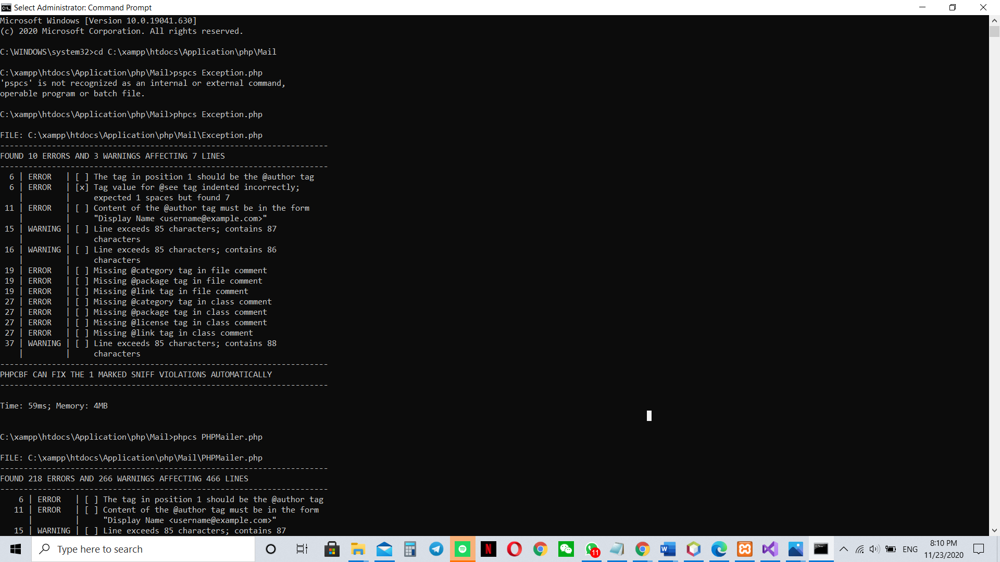 Select Administrator: Command Prompt
Microsoft Windows [Version 10.0.19041.630]
(c) 2020 Microsoft Corporation. All rights reserved.
C:\WINDOWS\system32>cd C:\xampp\htdocs\Application\php\Mail
C:\xampp\htdocs\Application\php\Mail>pspcs Exception.php
'pspcs' is not recognized as an internal or external command,
operable program or batch file.
C:\xampp\htdocs\Application\php\Mail>phpcs Exception.php
FILE: C:\xampp\htdocs\Application\php\Mail\Exception.php
----------------------------------------------------------------------
FOUND 10 ERRORS AND 3 WARNINGS AFFECTING 7 LINES
----------------------------------------------------------------------
  6 | ERROR   | [ ] The tag in position 1 should be the @author tag
  6 | ERROR   | [x] Tag value for @see tag indented incorrectly;
    |         |     expected 1 spaces but found 7
 11 | ERROR   | [ ] Content of the @author tag must be in the form
    |         |     "Display Name <username@example.com>"
 15 | WARNING | [ ] Line exceeds 85 characters; contains 87
    |         |     characters
 16 | WARNING | [ ] Line exceeds 85 characters; contains 86
    |         |     characters
 19 | ERROR   | [ ] Missing @category tag in file comment
 19 | ERROR   | [ ] Missing @package tag in file comment
 19 | ERROR   | [ ] Missing @link tag in file comment
 27 | ERROR   | [ ] Missing @category tag in class comment
 27 | ERROR   | [ ] Missing @package tag in class comment
 27 | ERROR   | [ ] Missing @license tag in class comment
 27 | ERROR   | [ ] Missing @link tag in class comment
 37 | WARNING | [ ] Line exceeds 85 characters; contains 88
    |         |     characters
----------------------------------------------------------------------
PHPCBF CAN FIX THE 1 MARKED SNIFF VIOLATIONS AUTOMATICALLY
----------------------------------------------------------------------
Time: 59ms; Memory: 4MB
C:\xampp\htdocs\Application\php\Mail>phpcs PHPMailer.php
FILE: C:\xampp\htdocs\Application\php\Mail\PHPMailer.php
----------------------------------------------------------------------
FOUND 218 ERRORS AND 266 WARNINGS AFFECTING 466 LINES
----------------------------------------------------------------------
    6 | ERROR   | [ ] The tag in position 1 should be the @author tag
   11 | ERROR   | [ ] Content of the @author tag must be in the form
      |         |     "Display Name <username@example.com>"
   15 | WARNING | [ ] Line exceeds 85 characters; contains 87
Type here to search
11
ENG
8:10 PM
11/23/2020